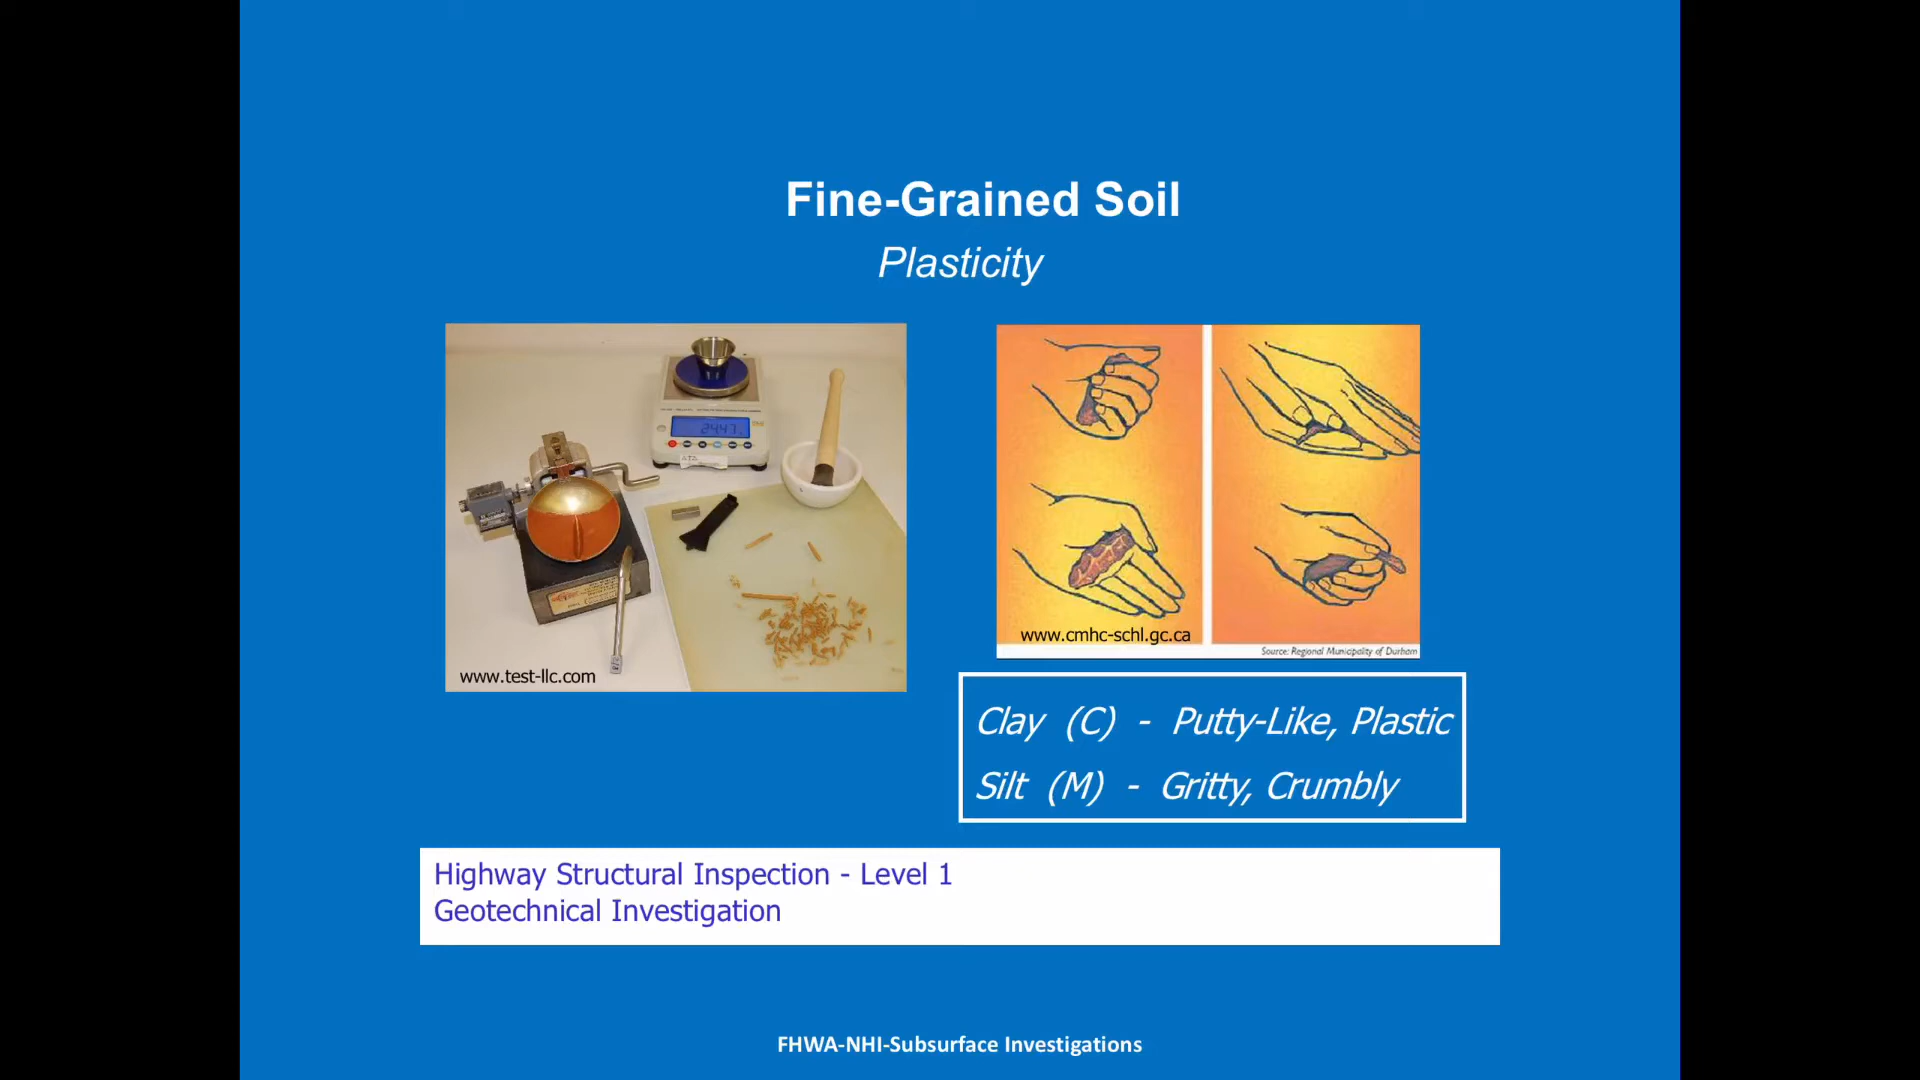 Fine-Grained Soil
Plasticity
2447.
www.test-llc.com
www.cmhc-schl.gc.ca
Source: Regional Municipality of Durham
Clay (C) - Putty-Like, Plastic
Silt (M) - Gritty, Crumbly
Highway Structural Inspection - Level 1
Geotechnical Investigation
FHWA-NHI-Subsurface Investigations